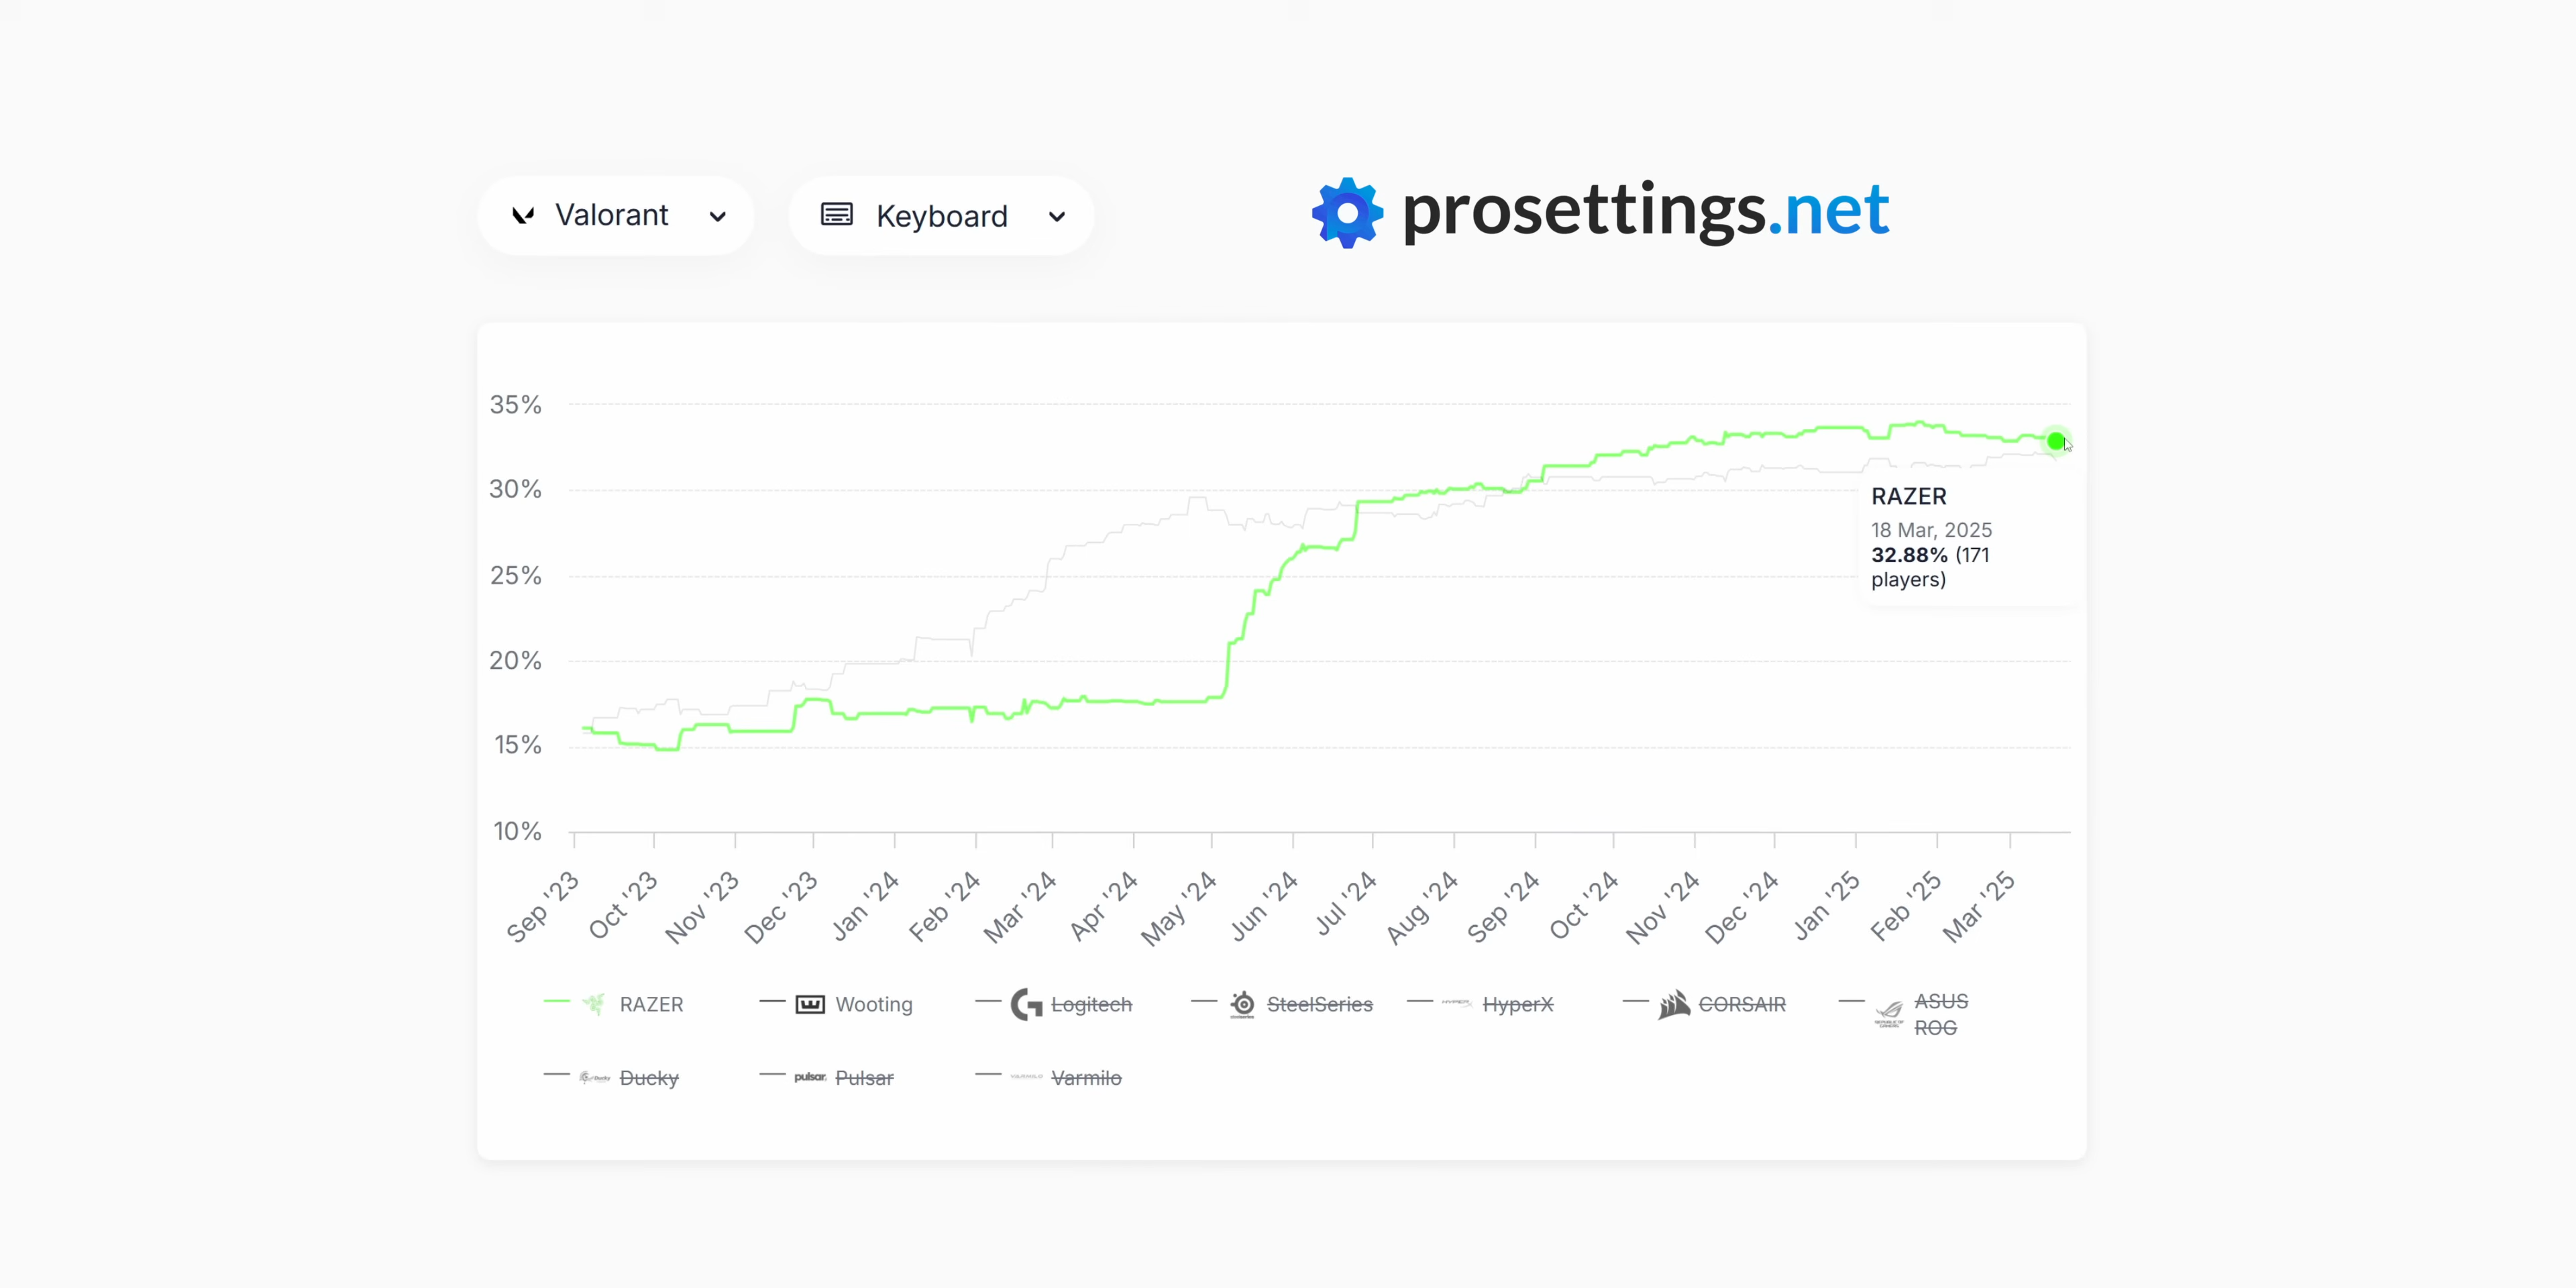 Valorant
Keyboard
prosettings.net
35%
30%
25%
20%
15%
10%
RAZER
18 Mar, 2025
32.88% (171
players)
Sep '23
Oct '23
Nov '23
Dec '23
Jan '24
Feb '24
Mar '24
Apr '24
May '24
Jun '24
Jul '24
Aug '24
Sep '24
Oct '24
Nov '24
Dec '24
Jan '25
Feb '25
Mar '25
RAZER
Wooting
Logitech
SteelSeries
HyperX
CORSAIR
ASUS
ROG
Ducky
pulsar Pulsar
VARMILO Varmilo